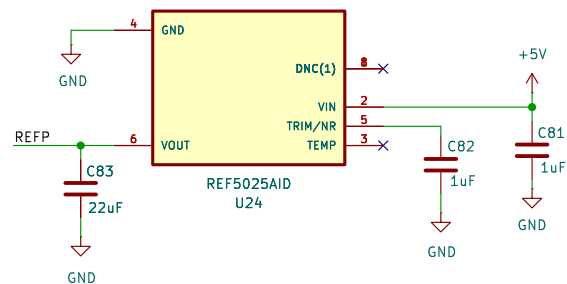 4
GND
GND
+5V
DNC(1)
8
VIN
2
TRIM/NR
5
C82
1uF
C81
1uF
REFP
6
VOUT
TEMP
3
C83
22uF
REF5025AID
U24
GND
GND
GND